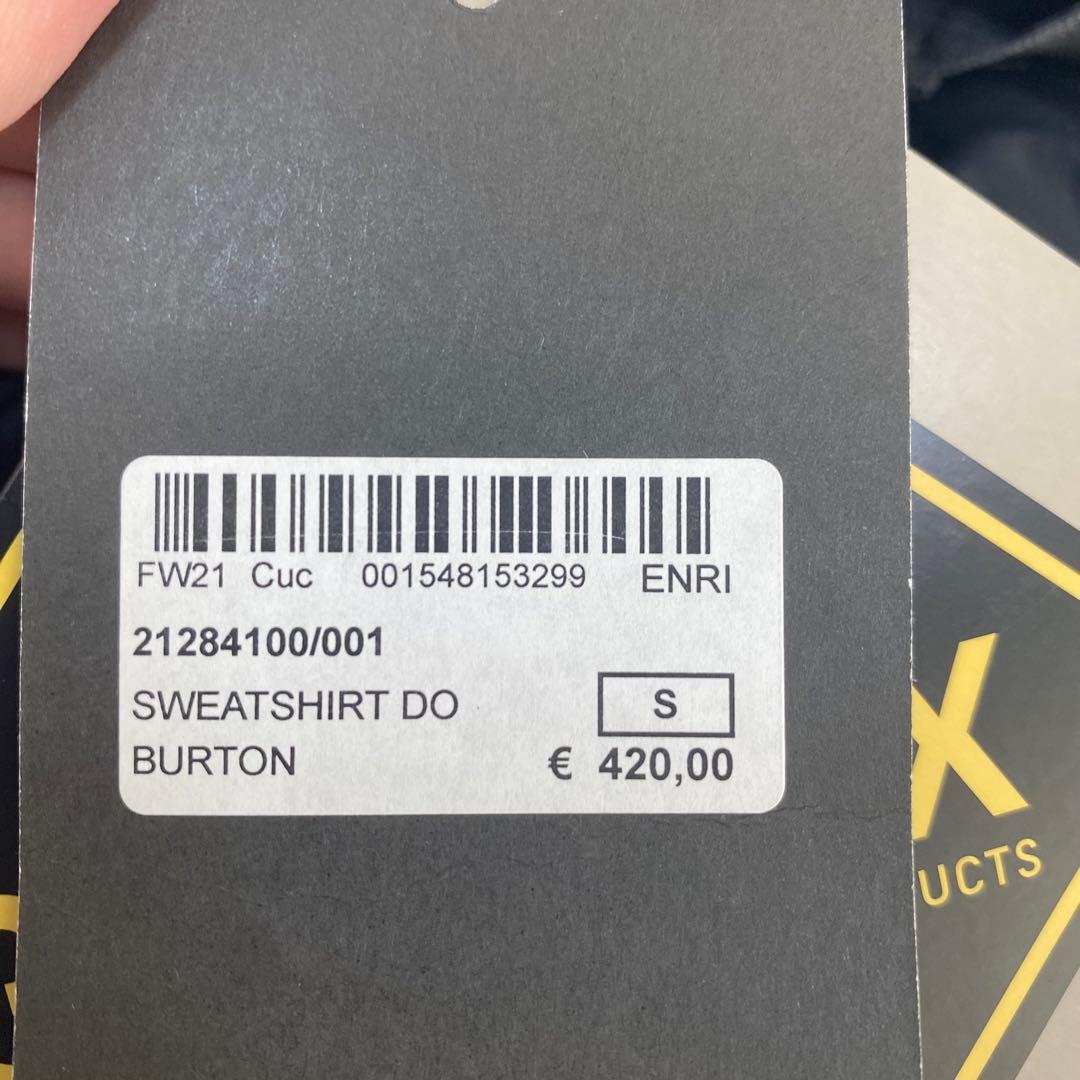 FW21 Cuc 001548153299 ENRI
21284100/001
SWEATSHIRT DO
S
BURTON € 420,00
X
UCTS